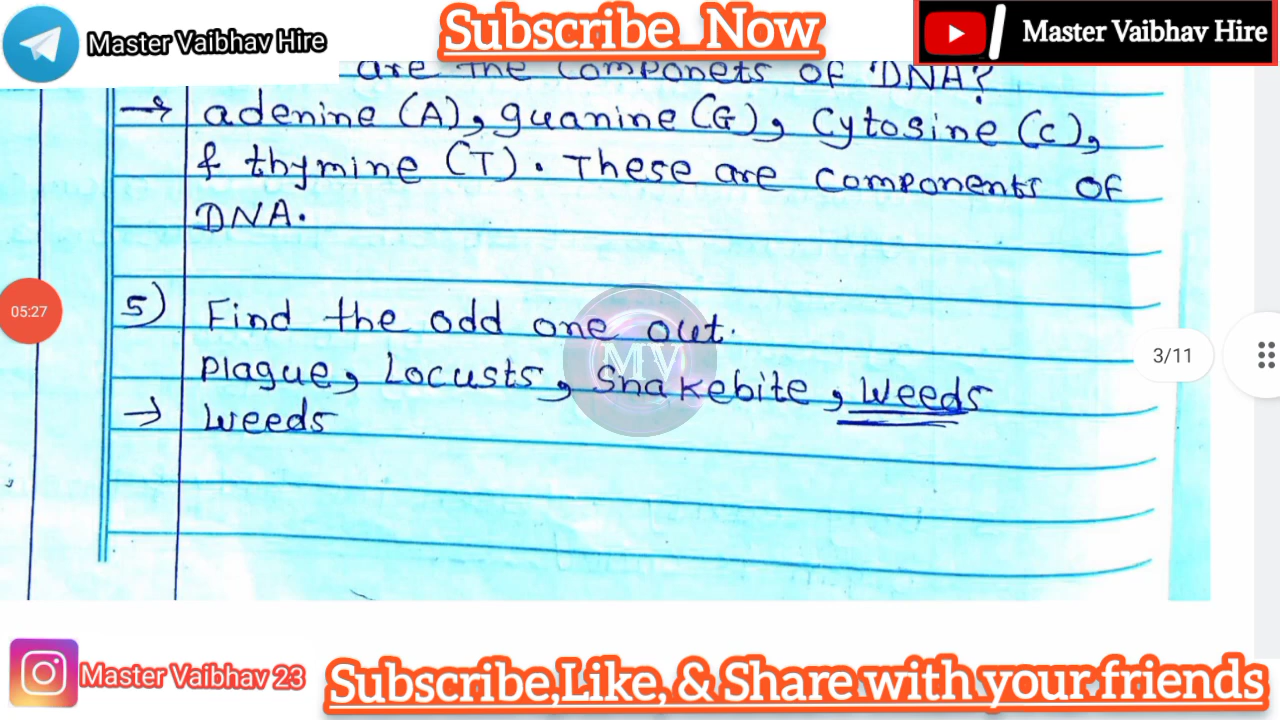 Master Vaibhav Hire
Subscribe Now
Master Vaibhav Hire
are the componets of DNA?
→ adenine (A), guanine (G), Cytosine (C),
& thymine (T). These are components of
DNA.
05:27
5) Find the odd one out.
Plague, Locusts, Snakebite, Weeds
→ Weeds
MV
3/11
Master Vaibhav 23
Subscribe,Like, & Share with your friends